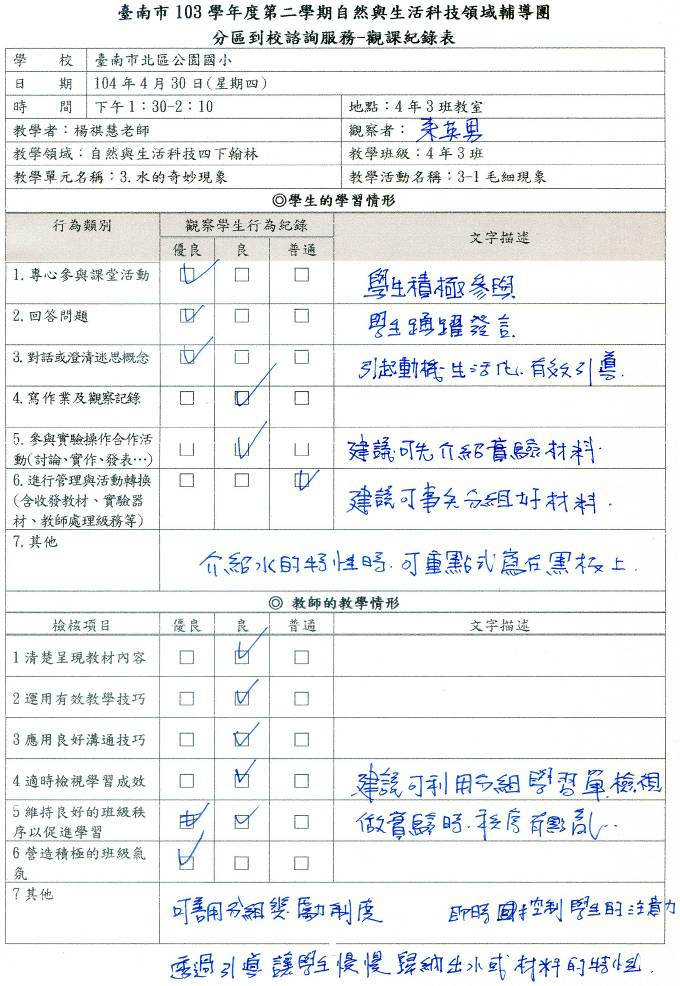 臺南市 103 學年度第二學期自然與生活科技領域輔導團
分區到校諮詢服務-觀課紀錄表
學　校 臺南市北區公園國小
日　期 104 年 4 月 30 日(星期四)
時　間 下午 1：30-2：10 地點：4 年 3 班教室
教學者：楊祺慧老師 觀察者：
教學領域：自然與生活科技四下翰林 教學班級：4 年 3 班
教學單元名稱：3.水的奇妙現象 教學活動名稱：3-1 毛細現象
◎學生的學習情形
行為類別 觀察學生行為紀錄 文字描述
優良 良 普通
1.專心參與課堂活動 學生積極參與
2.回答問題 學生踴躍發言
3.對話或澄清迷思概念 引起動機生活化、有效引導.
4.寫作業及觀察記錄
5.參與實驗操作合作活 建議可先介紹實驗材料.
動(討論、實作、發表…)
6.進行管理與活動轉換
(含收發教材、實驗器 建議可事先分組好材料.
材、教師處理級務等)
7.其他
介紹水的特性時.可重點式寫在黑板上.
◎ 教師的教學情形
檢核項目 優良 良 普通 文字描述
1 清楚呈現教材內容
2 運用有效教學技巧
3 應用良好溝通技巧
4 適時檢視學習成效 建議可利用分組學習單檢視
5 維持良好的班級秩 做實驗時.秩序有點亂..
序以促進學習
6 營造積極的班級氣
氛
7 其他
可善用分組獎勵制度 即時 控制學生的注意力
透過引導讓學生慢慢歸納出水或材料的特性.